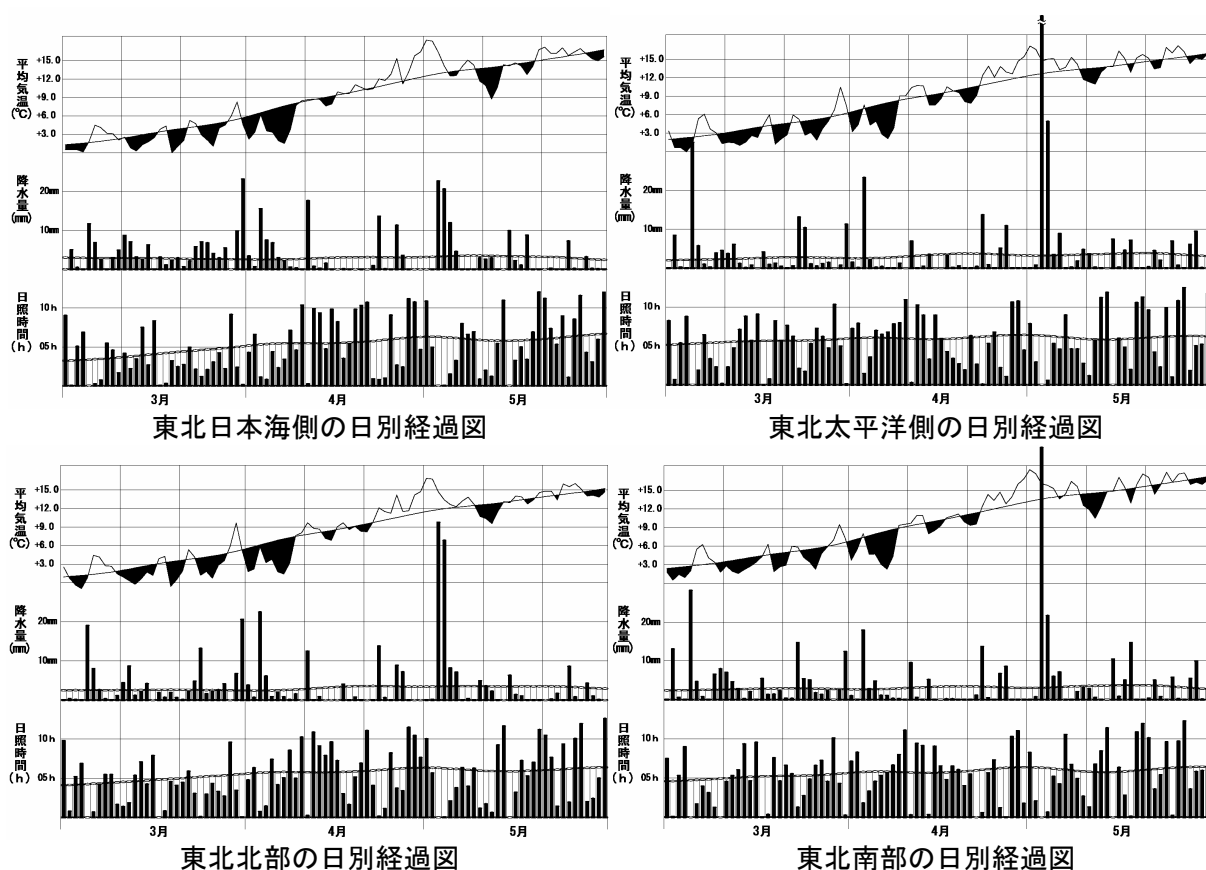 平均気温(℃)
+15.0
+12.0
+9.0
+6.0
+3.0
降水量(mm)
20mm
10mm
日照時間(h)
10h
05h
3月 4月 5月
東北日本海側の日別経過図
平均気温(℃)
+15.0
+12.0
+9.0
+6.0
+3.0
降水量(mm)
20mm
10mm
日照時間(h)
10h
05h
3月 4月 5月
東北太平洋側の日別経過図
平均気温(℃)
+15.0
+12.0
+9.0
+6.0
+3.0
降水量(mm)
20mm
10mm
日照時間(h)
10h
05h
3月 4月 5月
東北北部の日別経過図
平均気温(℃)
+15.0
+12.0
+9.0
+6.0
+3.0
降水量(mm)
20mm
10mm
日照時間(h)
10h
05h
3月 4月 5月
東北南部の日別経過図